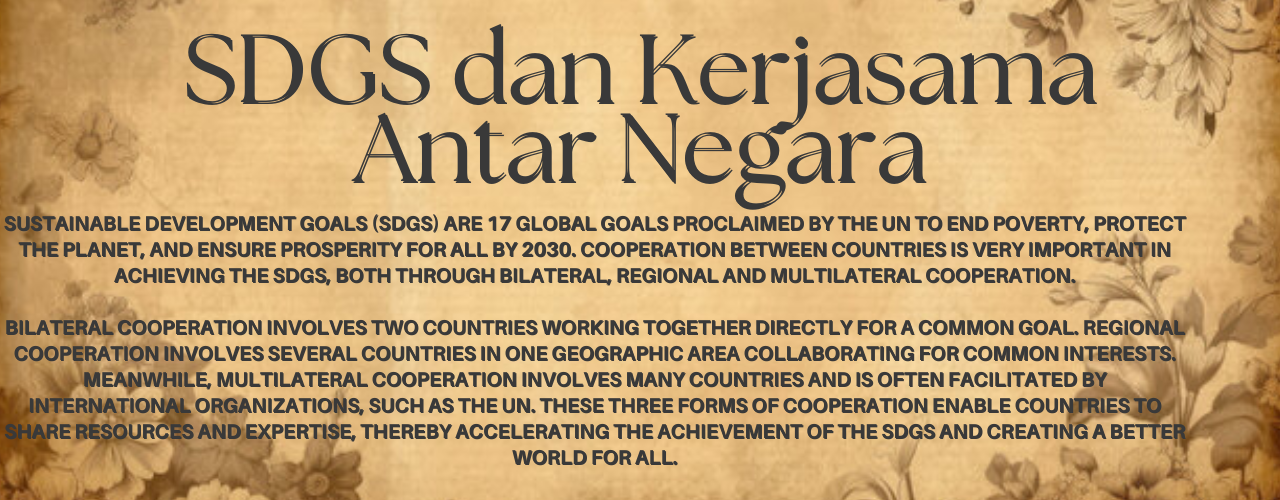 SDGS dan Kerjasama
Antar Negara
SUSTAINABLE DEVELOPMENT GOALS (SDGS) ARE 17 GLOBAL GOALS PROCLAIMED BY THE UN TO END POVERTY, PROTECT
THE PLANET, AND ENSURE PROSPERITY FOR ALL BY 2030. COOPERATION BETWEEN COUNTRIES IS VERY IMPORTANT IN
ACHIEVING THE SDGS, BOTH THROUGH BILATERAL, REGIONAL AND MULTILATERAL COOPERATION.
BILATERAL COOPERATION INVOLVES TWO COUNTRIES WORKING TOGETHER DIRECTLY FOR A COMMON GOAL. REGIONAL
COOPERATION INVOLVES SEVERAL COUNTRIES IN ONE GEOGRAPHIC AREA COLLABORATING FOR COMMON INTERESTS.
MEANWHILE, MULTILATERAL COOPERATION INVOLVES MANY COUNTRIES AND IS OFTEN FACILITATED BY
INTERNATIONAL ORGANIZATIONS, SUCH AS THE UN. THESE THREE FORMS OF COOPERATION ENABLE COUNTRIES TO
SHARE RESOURCES AND EXPERTISE, THEREBY ACCELERATING THE ACHIEVEMENT OF THE SDGS AND CREATING A BETTER
WORLD FOR ALL.